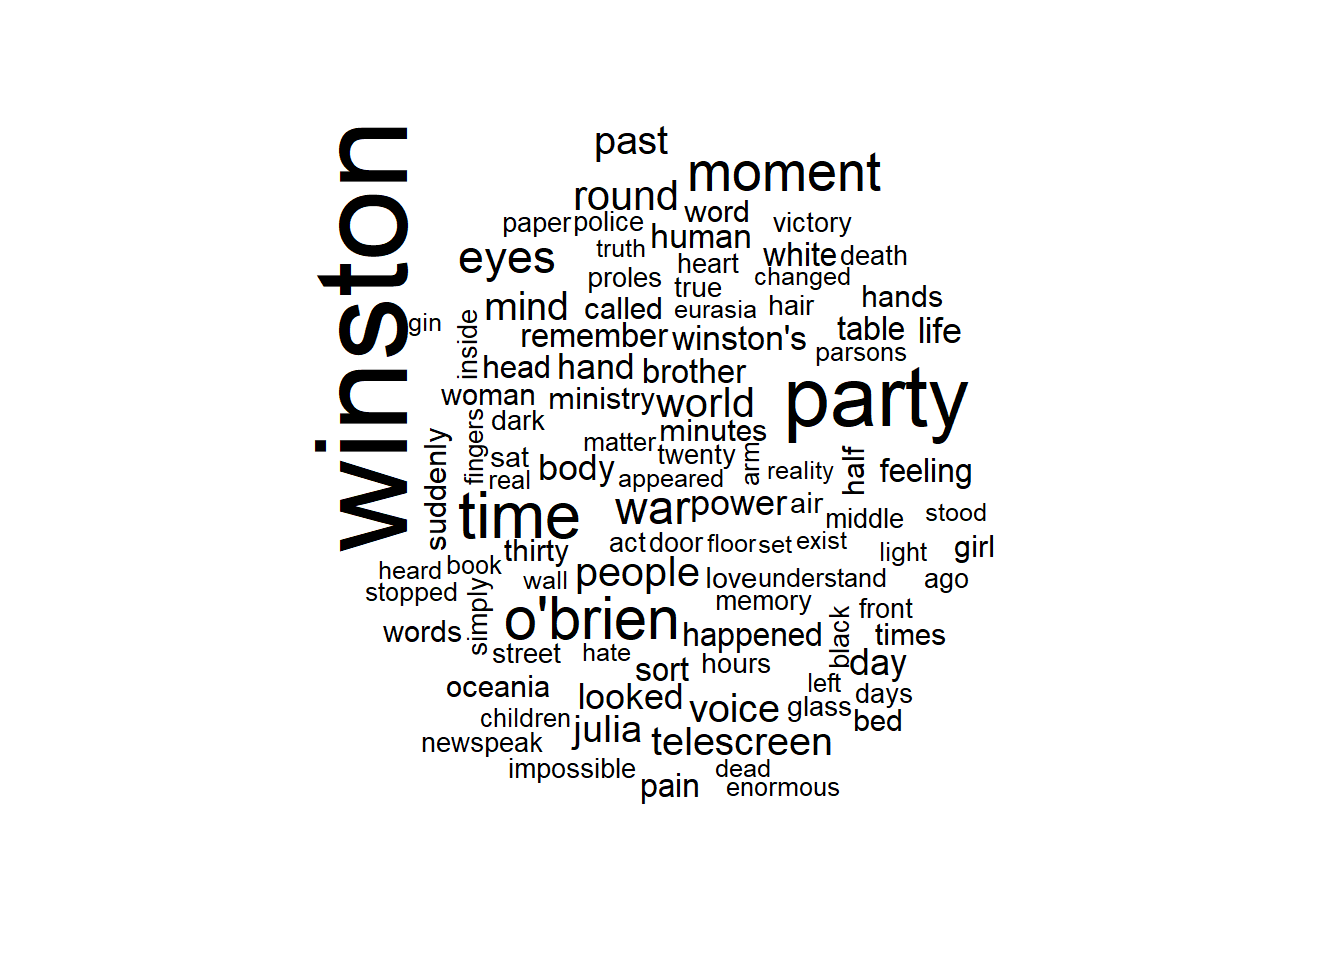 winston
past
moment
round
paper police word victory
truth human
eyes heart white death
proles true changed
mind called eurasia hair hands
gin inside remember winston's table life
parsons
head hand brother
woman ministry world party
fingers dark minutes
suddenly matter twenty arm half
sat body appeared reality feeling
real
time war power air middle stood
thirty act door floor set exist light girl
heard book wall people love understand ago
stopped simply memory front
words o'brien happened black times
street hate sort hours day
oceania looked left days
children julia voice glass bed
newspeak telescreen
impossible dead
pain enormous